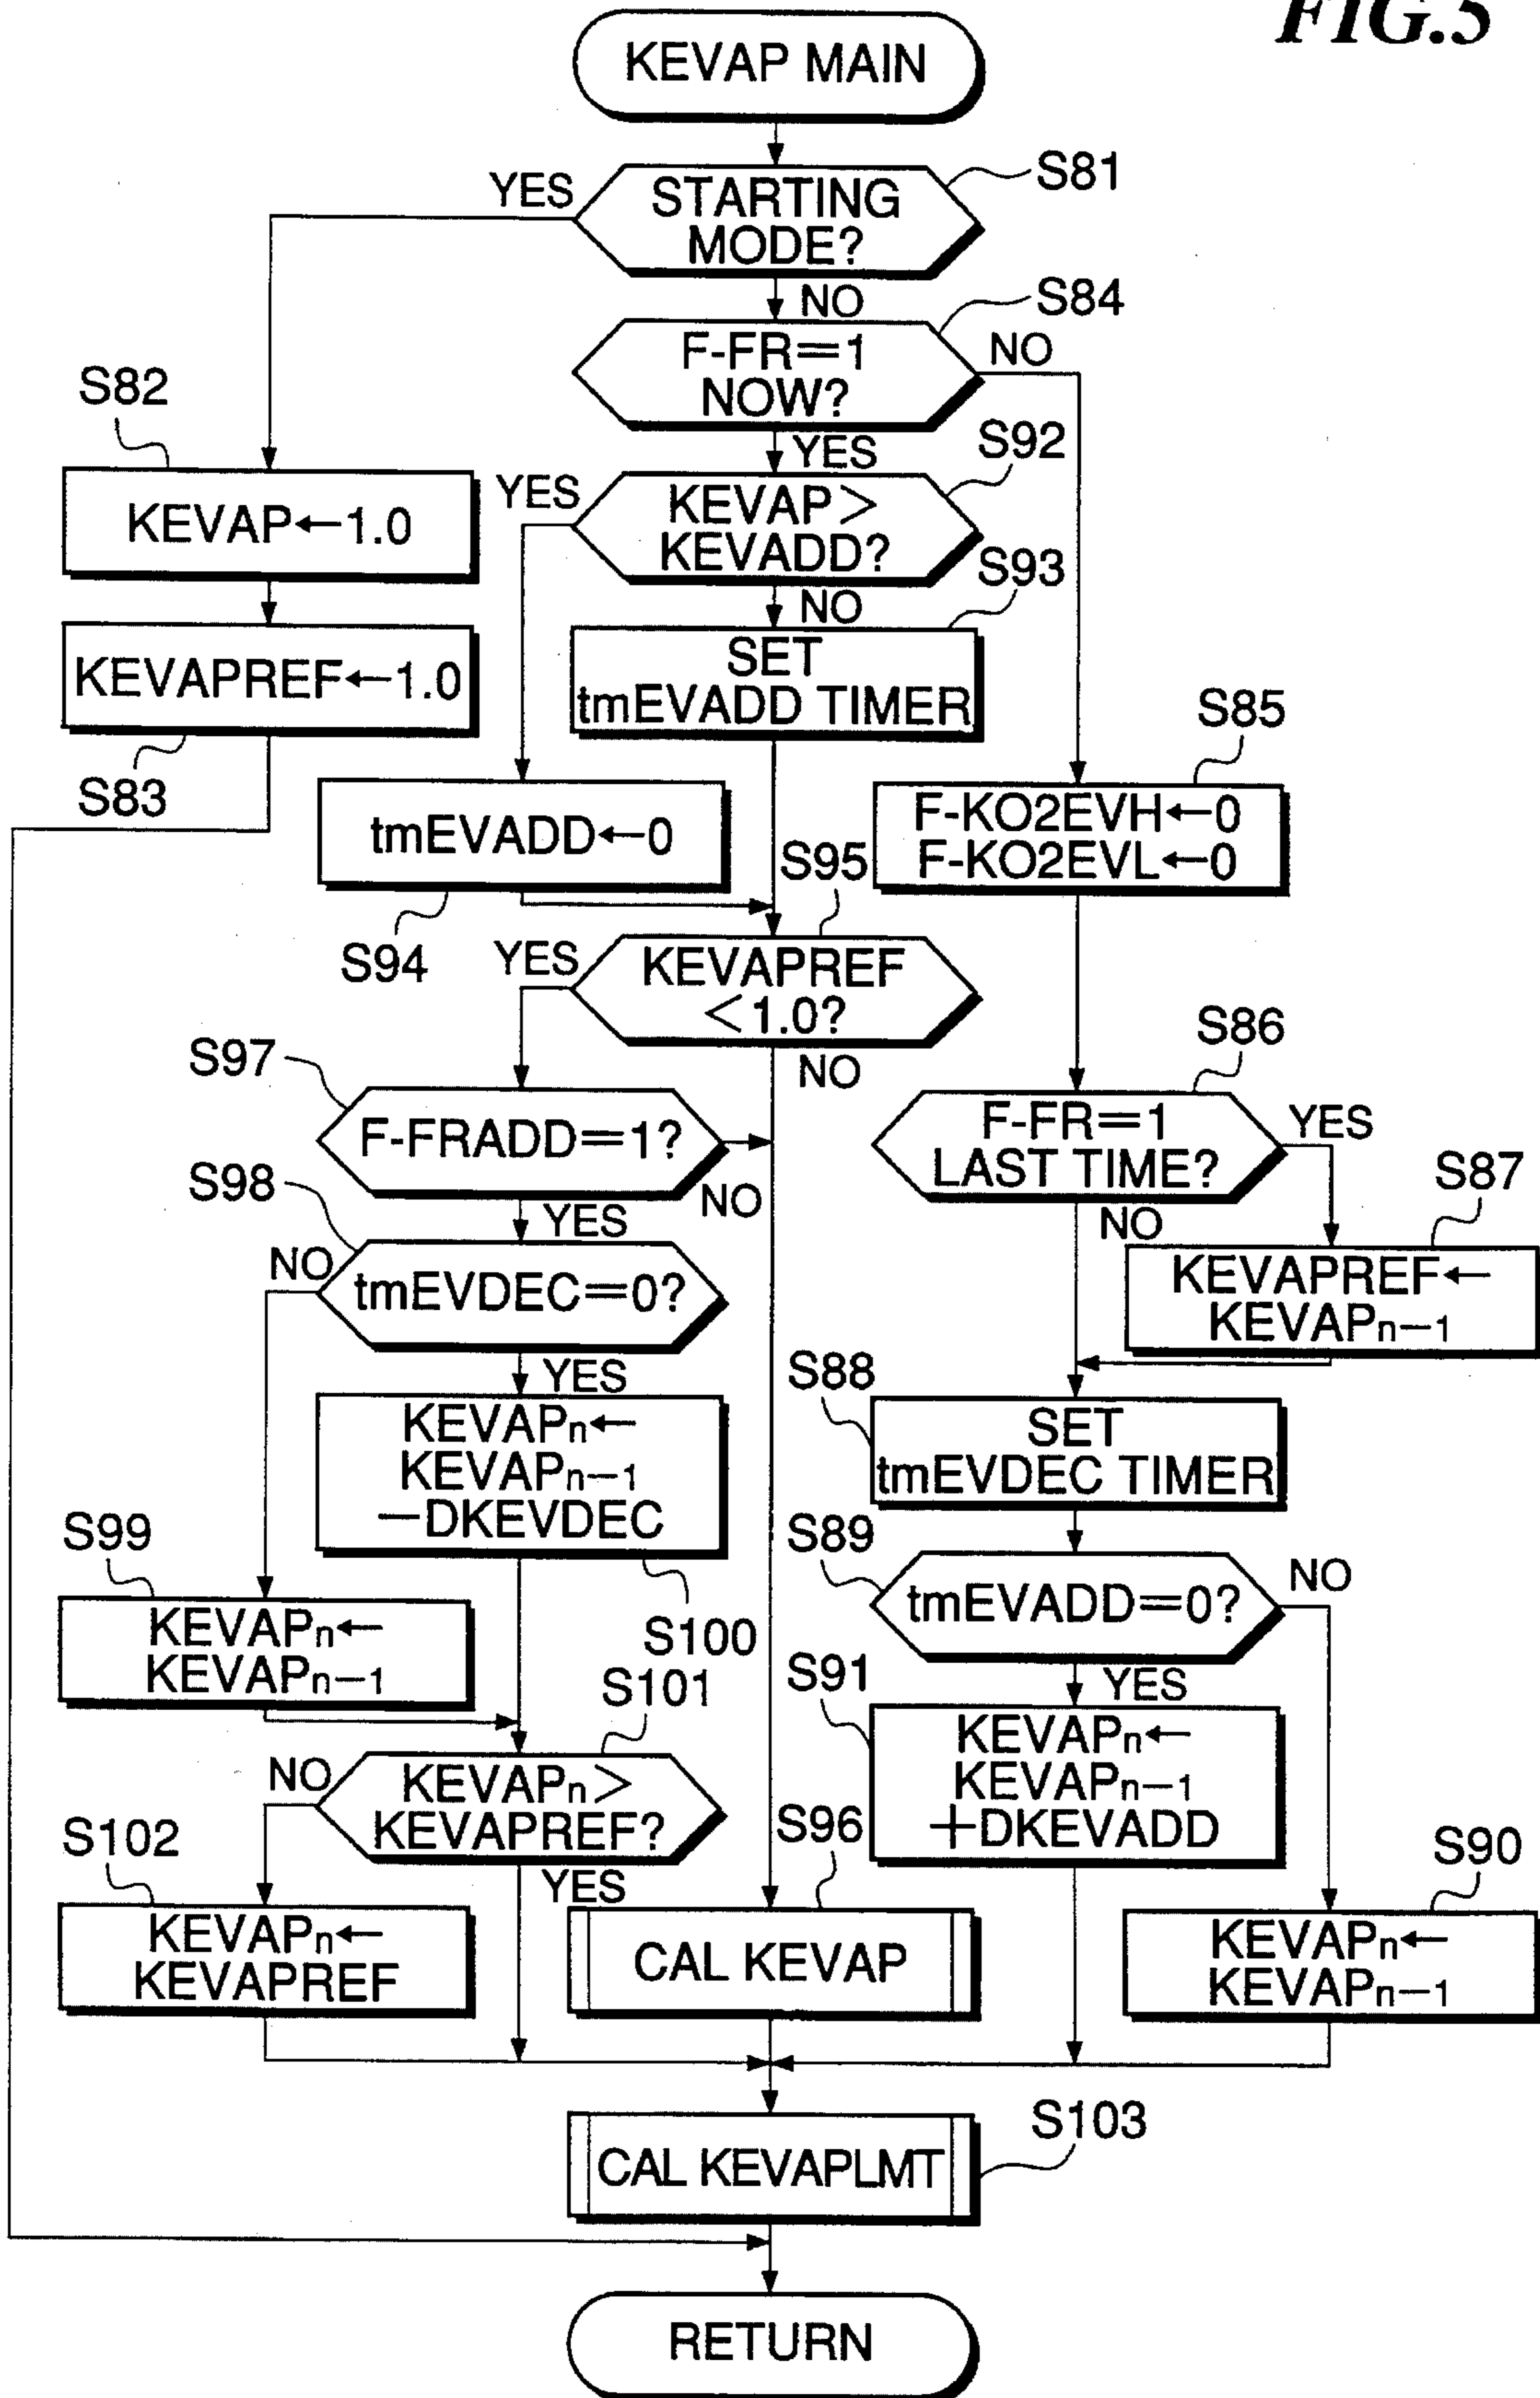 FIG.5
KEVAP MAIN
S81
YES
STARTING
MODE?
NO
S84
F-FR=1
NOW?
NO
S82
YES
S92
KEVAP←1.0
YES
KEVAP>
KEVADD?
S93
NO
KEVAPREF←1.0
SET
tmEVADD TIMER
S83
S85
tmEVADD←0
F-KO2EVH←0
F-KO2EVL←0
S95
S94
YES
KEVAPREF
<1.0?
S97
NO
S86
F-FRADD=1?
F-FR=1
LAST TIME?
YES
S98
NO
YES
NO
S87
NO
tmEVDEC=0?
KEVAPREF←
KEVAPn-1
YES
S88
KEVAPn←
KEVAPn-1
-DKEVDEC
SET
tmEVDEC TIMER
S99
S89
KEVAPn←
KEVAPn-1
S100
tmEVADD=0?
NO
S101
S91
YES
NO
KEVAPn>
KEVAPREF?
KEVAPn←
KEVAPn-1
+DKEVADD
S102
S96
S90
YES
KEVAPn←
KEVAPREF
CAL KEVAP
KEVAPn←
KEVAPn-1
S103
CAL KEVAPLMT
RETURN